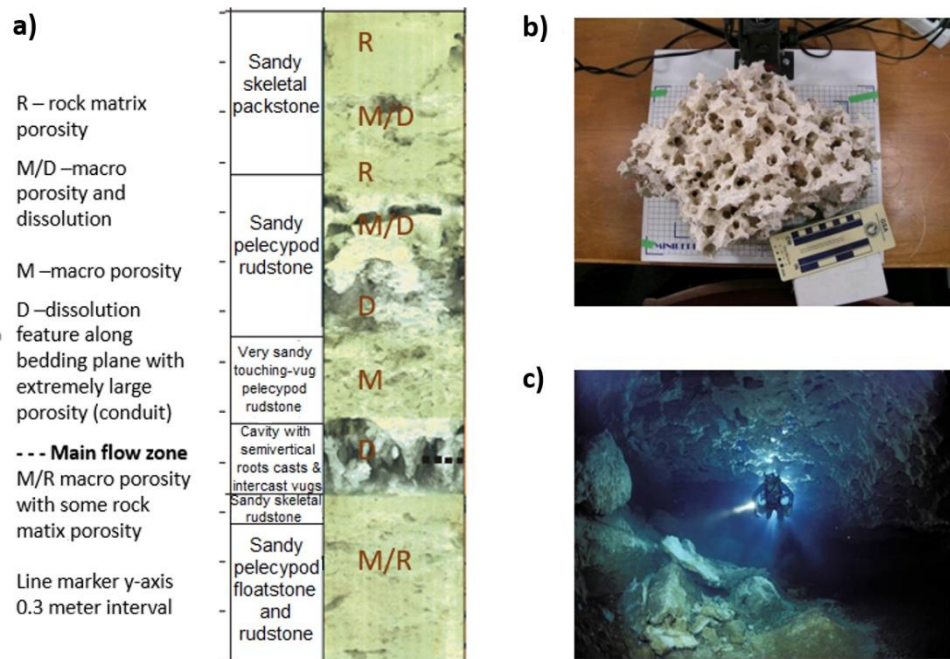 a)
R – rock matrix
porosity
M/D –macro
porosity and
dissolution
M –macro porosity
D –dissolution
feature along
bedding plane with
extremely large
porosity (conduit)
- - - Main flow zone
M/R macro porosity
with some rock
matix porosity
Line marker y-axis
0.3 meter interval
Sandy
skeletal
packstone
Sandy
pelecypod
rudstone
Very sandy
touching-vug
pelecypod
rudstone
Cavity with
semivertical
roots casts &
intercast vugs
Sandy skeletal
rudstone
Sandy
pelecypod
floatstone
and
rudstone
R
M/D
R
M/D
D
M
D
M/R
b)
c)